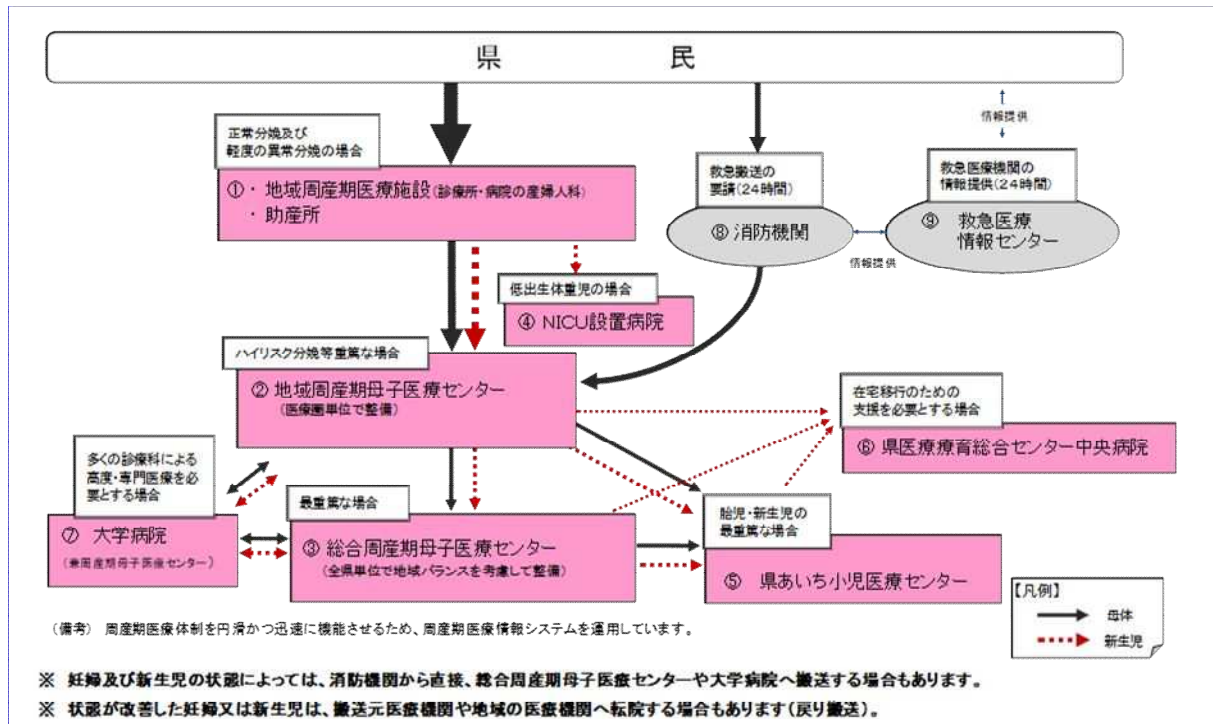 県　民
正常分娩及び
軽度の異常分娩の場合
①・地域周産期医療施設(診療所・病院の産婦人科)
・助産所
救急搬送の
要請(24時間)
⑧ 消防機関
情報提供
救急医療機関の
情報提供(24時間)
⑨ 救急医療
情報センター
情報提供
低出生体重児の場合
④ NICU設置病院
ハイリスク分娩等重篤な場合
② 地域周産期母子医療センター
(医療圏単位で整備)
在宅移行のための
支援を必要とする場合
⑥ 県医療療育総合センター中央病院
多くの診療科による
高度・専門医療を必
要とする場合
⑦ 大学病院
(兼周産期母子医療センター)
最重篤な場合
③ 総合周産期母子医療センター
(全県単位で地域バランスを考慮して整備)
胎児・新生児の
最重篤な場合
⑤ 県あいち小児医療センター
【凡例】
母体
新生児
(備考) 周産期医療体制を円滑かつ迅速に機能させるため、周産期医療情報システムを運用しています。
※ 妊婦及び新生児の状態によっては、消防機関から直接、総合周産期母子医療センターや大学病院へ搬送する場合もあります。
※ 状態が改善した妊婦又は新生児は、搬送元医療機関や地域の医療機関へ転院する場合もあります(戻り搬送)。